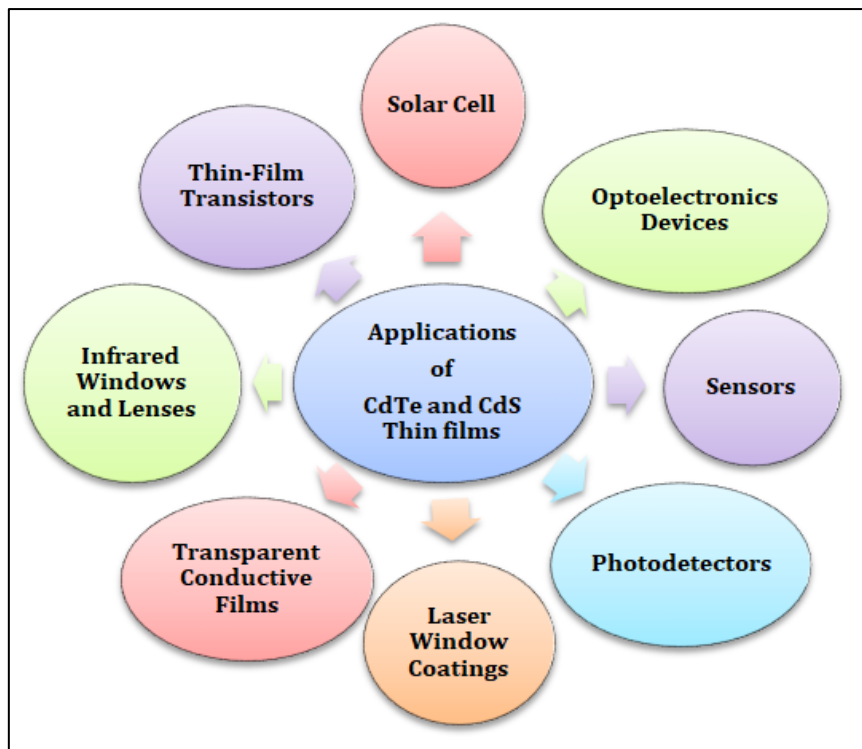 Solar Cell
Thin-Film
Transistors
Optoelectronics
Devices
Applications
of
CdTe and CdS
Thin films
Infrared
Windows
and Lenses
Sensors
Transparent
Conductive
Films
Photodetectors
Laser
Window
Coatings